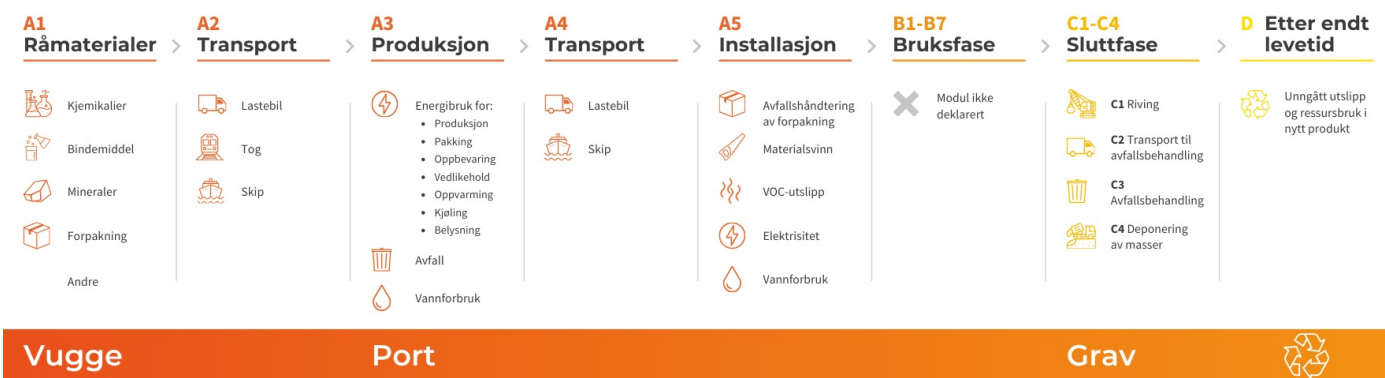 A1
Råmaterialer
Kjemikalier
Bindemiddel
Mineraler
Forpakning
Andre
A2
Transport
Lastebil
Tog
Skip
A3
Produksjon
Energibruk for:
• Produksjon
• Pakking
• Oppbevaring
• Vedlikehold
• Oppvarming
• Kjøling
• Belysning
Avfall
Vannforbruk
A4
Transport
Lastebil
Skip
A5
Installasjon
Avfallshåndtering
av forpakning
Materialsvinn
VOC-utslipp
Elektrisitet
Vannforbruk
B1-B7
Bruksfase
Modul ikke
deklarert
C1-C4
Sluttfase
C1 Riving
C2 Transport til
avfallsbehandling
C3
Avfallsbehandling
C4 Deponering
av masser
D Etter endt
levetid
Unngått utslipp
og ressursbruk i
nytt produkt
Vugge
Port
Grav